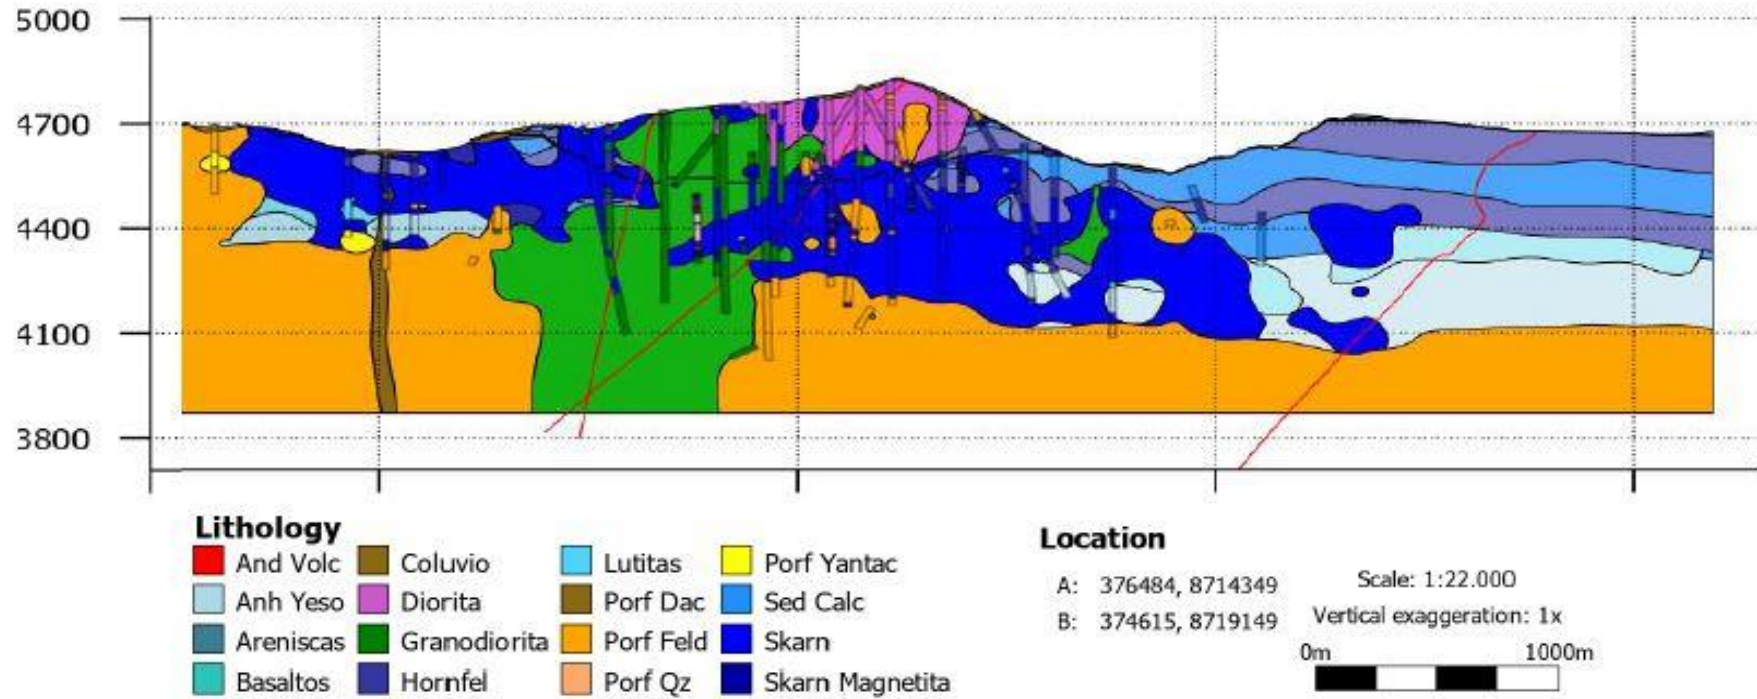 5000
4700
4400
4100
3800
Lithology
And Volc Coluvio Lutitas Porf Yantac
Anh Yeso Diorita Porf Dac Sed Calc
Areniscas Granodiorita Porf Feld Skarn
Basaltos Hornfel Porf Qz Skarn Magnetita
Location
A: 376484, 8714349
B: 374615, 8719149
Scale: 1:22.000
Vertical exaggeration: 1x
0m 1000m